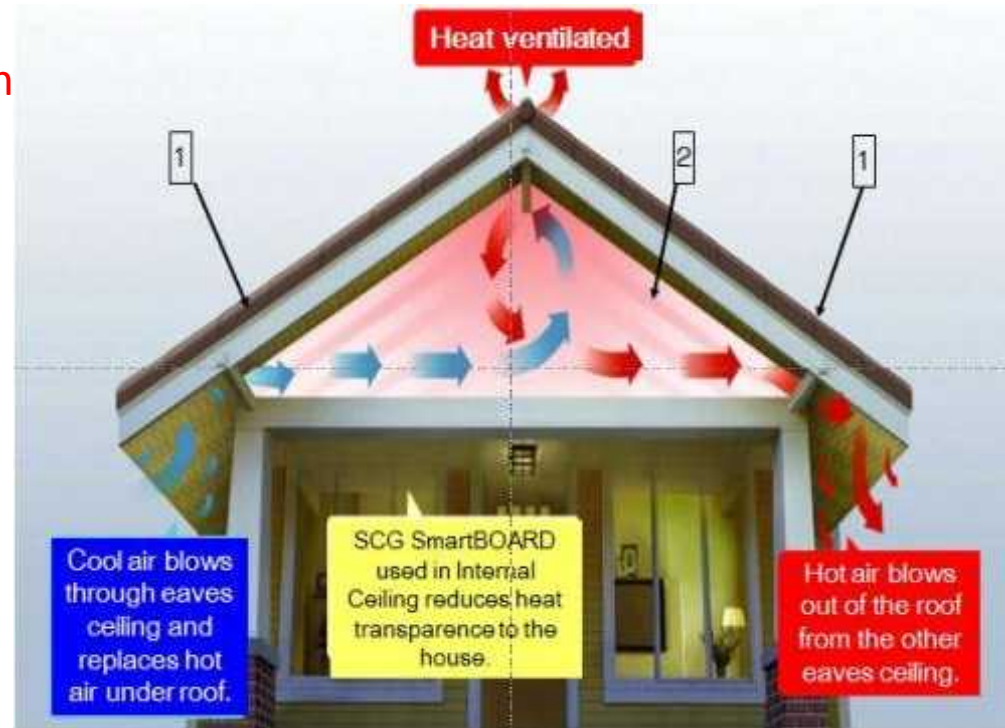 Heat ventilated
n
1
2
1
Cool air blows
through eaves
ceiling and
replaces hot
air under roof.
SCG SmartBOARD
used in Internal
Ceiling reduces heat
transparence to the
house.
Hot air blows
out of the roof
from the other
eaves ceiling.